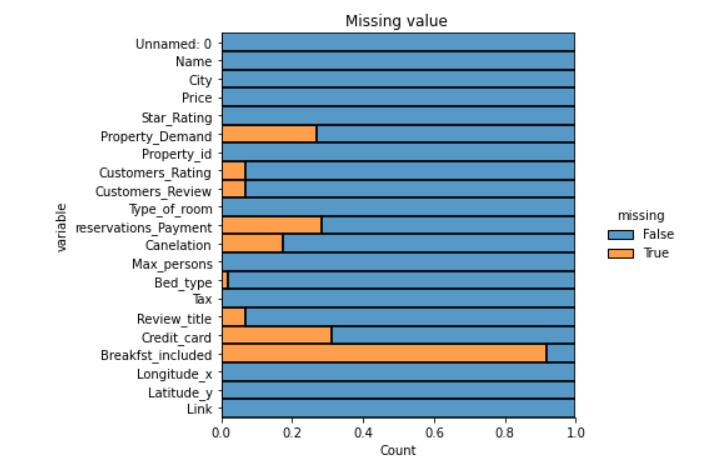 Missing value
Unnamed: 0
Name
City
Price
Star_Rating
Property_Demand
Property_id
Customers_Rating
Customers_Review
Type_of_room
reservations_Payment
Canelation
Max_persons
Bed_type
Tax
Review_title
Credit_card
Breakfst_included
Longitude_x
Latitude_y
Link
variable
0.0 0.2 0.4 0.6 0.8 1.0
Count
missing
False
True